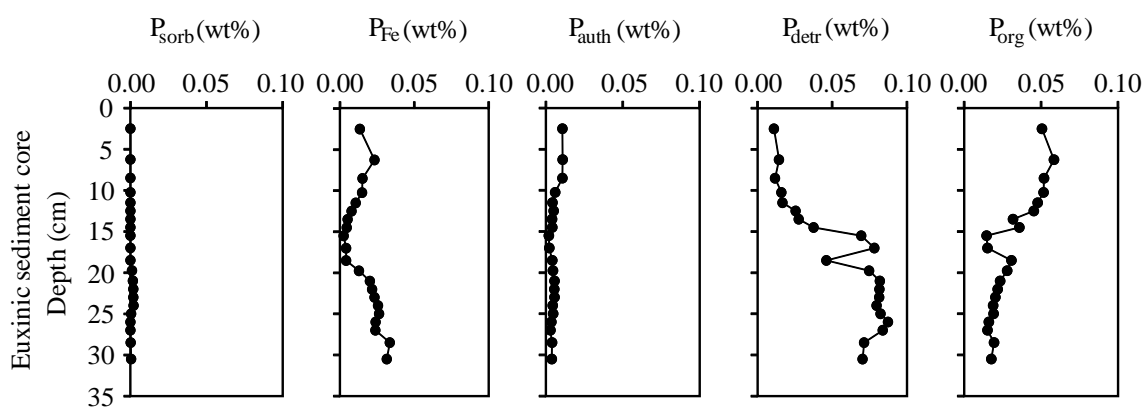 P_sorb (wt%) P_Fe (wt%) P_auth (wt%) P_detr (wt%) P_org (wt%)
0.00 0.05 0.10 0.00 0.05 0.10 0.00 0.05 0.10 0.00 0.05 0.10 0.00 0.05 0.10
0
5
10
15
20
25
30
35
Euxinic sediment core
Depth (cm)